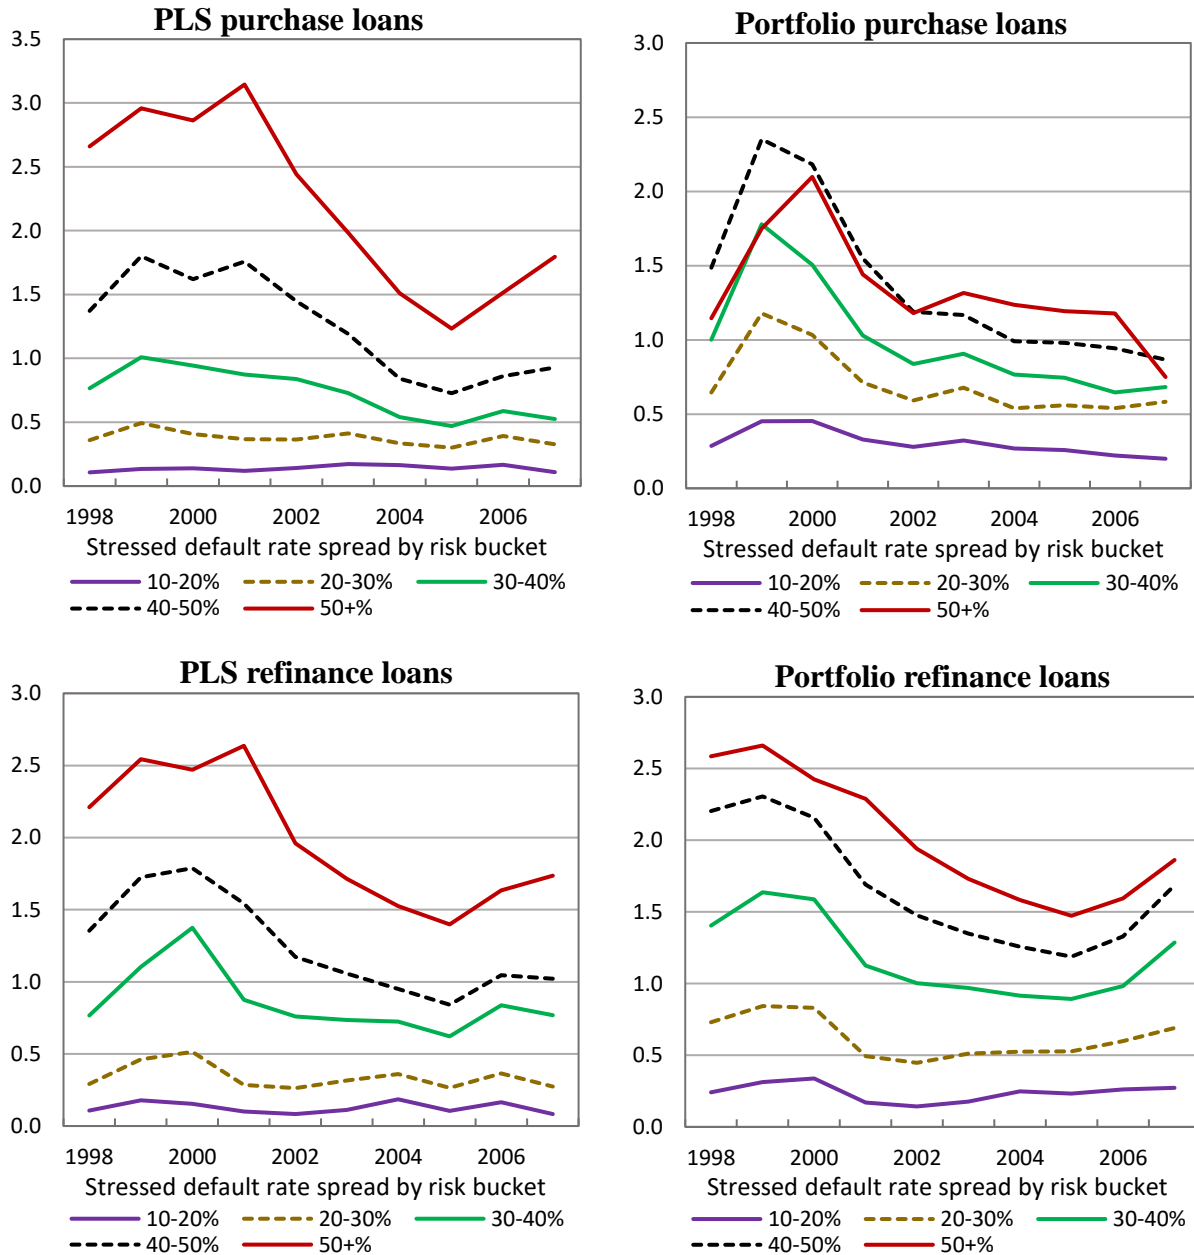 PLS purchase loans
3.5
3.0
2.5
2.0
1.5
1.0
0.5
0.0
1998 2000 2002 2004 2006
Stressed default rate spread by risk bucket
10-20% 20-30% 30-40%
40-50% 50+%
Portfolio purchase loans
3.0
2.5
2.0
1.5
1.0
0.5
0.0
1998 2000 2002 2004 2006
Stressed default rate spread by risk bucket
10-20% 20-30% 30-40%
40-50% 50+%
PLS refinance loans
3.0
2.5
2.0
1.5
1.0
0.5
0.0
1998 2000 2002 2004 2006
Stressed default rate spread by risk bucket
10-20% 20-30% 30-40%
40-50% 50+%
Portfolio refinance loans
3.0
2.5
2.0
1.5
1.0
0.5
0.0
1998 2000 2002 2004 2006
Stressed default rate spread by risk bucket
10-20% 20-30% 30-40%
40-50% 50+%